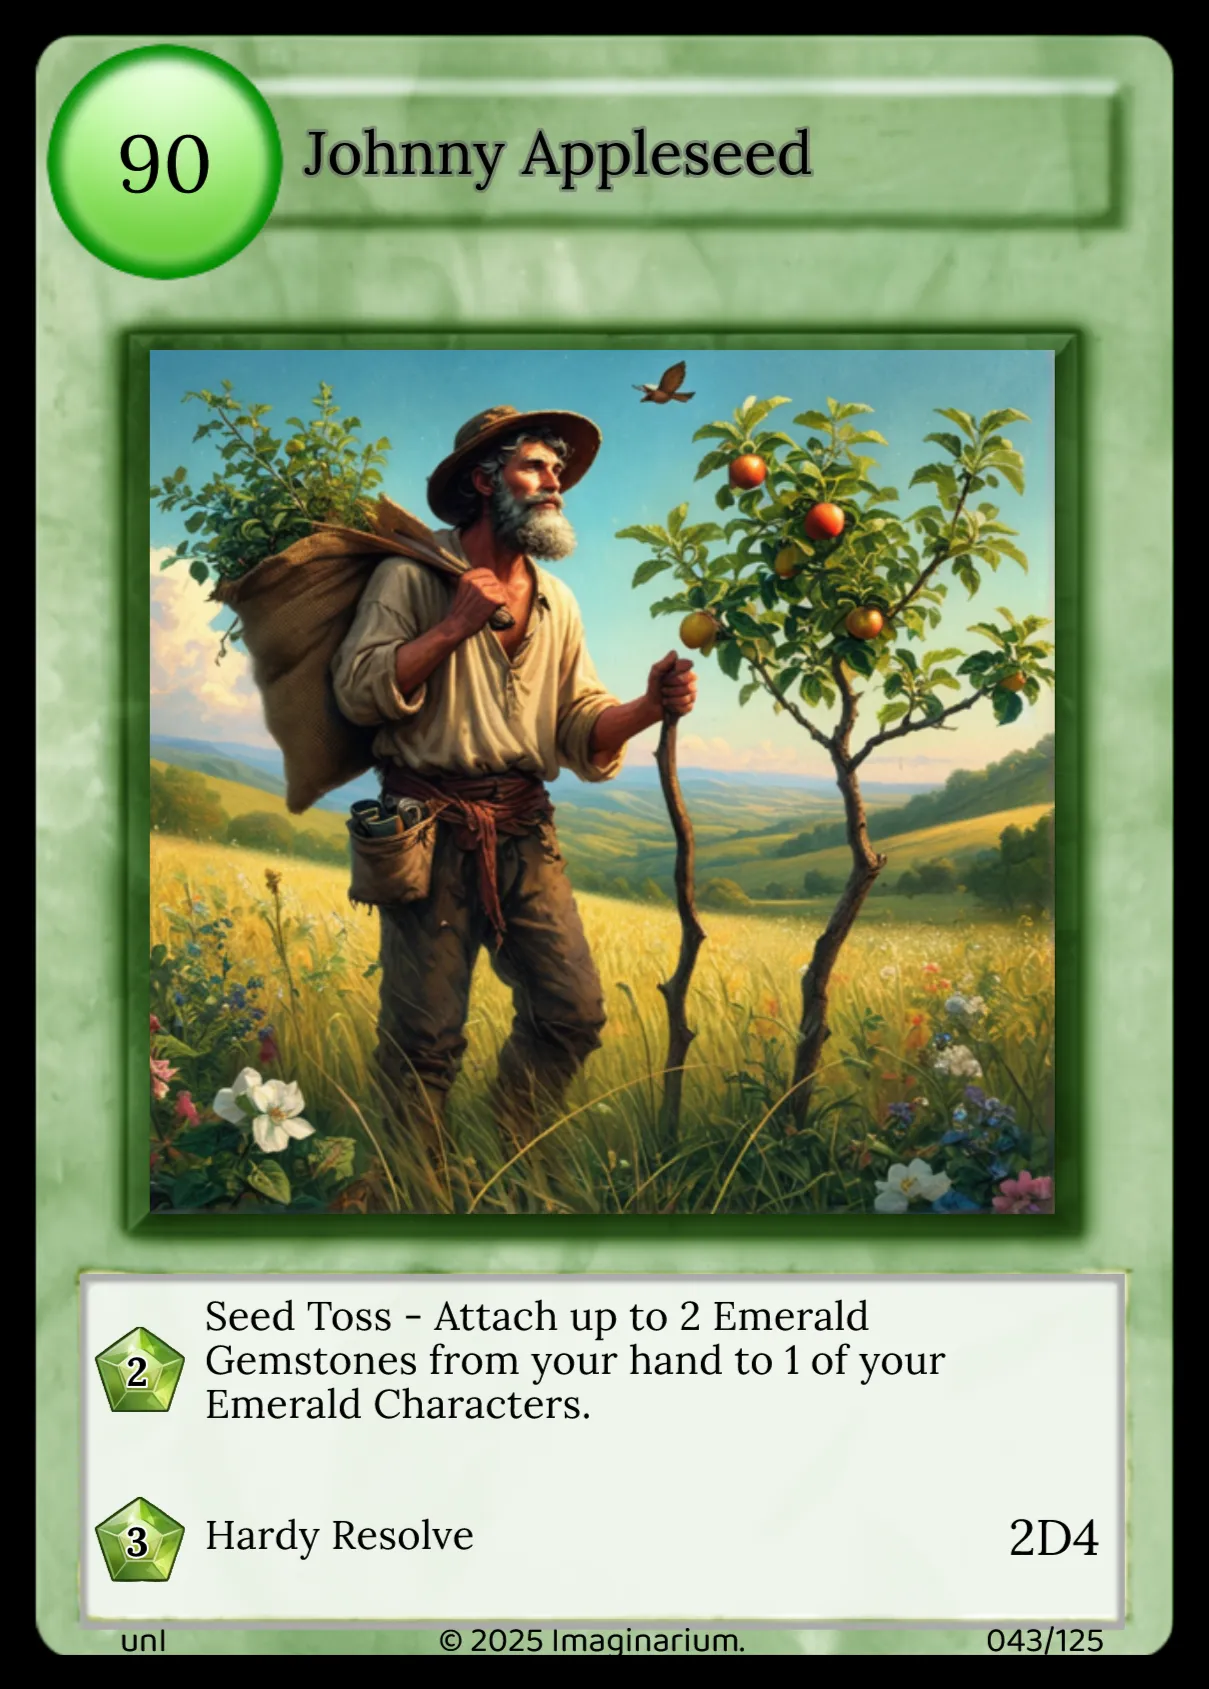 90
Johnny Appleseed
2
Seed Toss - Attach up to 2 Emerald
Gemstones from your hand to 1 of your
Emerald Characters.
3
Hardy Resolve
2D4
unl
© 2025 Imaginarium.
043/125